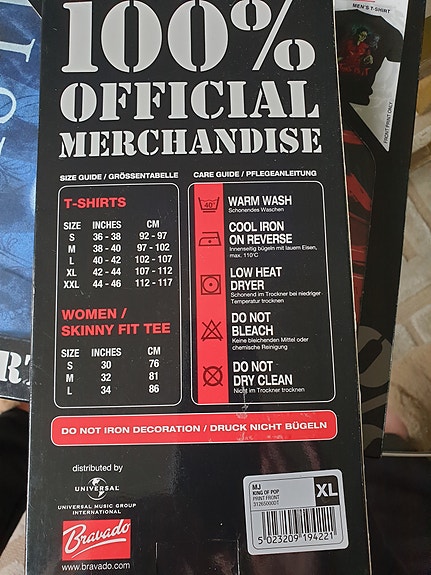 100%
OFFICIAL
MERCHANDISE
MEN'S T-SHIRT
FRONT PRINT ONLY
SIZE GUIDE / GRÖSSENTABELLE
T-SHIRTS
SIZE INCHES CM
S 36 - 38 92 - 97
M 38 - 40 97 - 102
L 40 - 42 102 - 107
XL 42 - 44 107 - 112
XXL 44 - 46 112 - 117
WOMEN /
SKINNY FIT TEE
SIZE INCHES CM
S 30 76
M 32 81
L 34 86
CARE GUIDE / PFLEGEANLEITUNG
40°
WARM WASH
Schonendes Waschen
COOL IRON
ON REVERSE
Innenseitig bügeln mit lauem Eisen,
max. 110°C
LOW HEAT
DRYER
Schonend im Trockner bei niedriger
Temperatur trocknen
DO NOT
BLEACH
Keine bleichenden Mittel oder
chemische Reinigung
DO NOT
DRY CLEAN
Nicht im Trockner trocknen
DO NOT IRON DECORATION / DRUCK NICHT BÜGELN
distributed by
UNIVERSAL
UNIVERSAL MUSIC GROUP
INTERNATIONAL
Bravado
www.bravado.com
MJ
KING OF POP
PRINT FRONT
XL
5 023209 194221